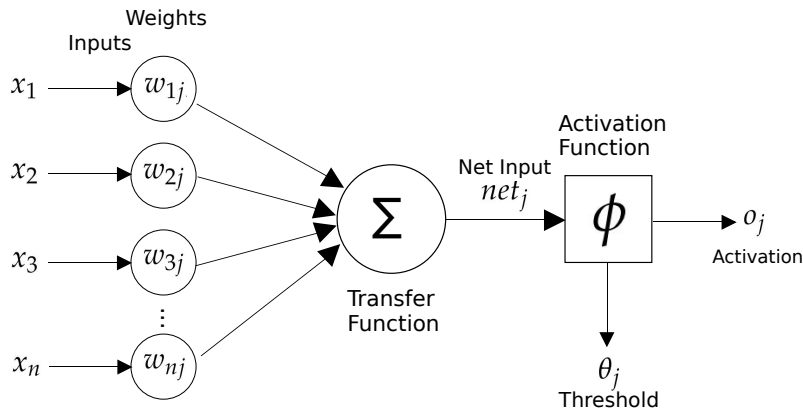 Weights
Inputs
x₁ w₁ⱼ
x₂ w₂ⱼ
x₃ w₃ⱼ
⋮
xₙ wₙⱼ
Σ
Transfer
Function
Net Input
netⱼ
Activation
Function
ϕ
oⱼ
Activation
θⱼ
Threshold